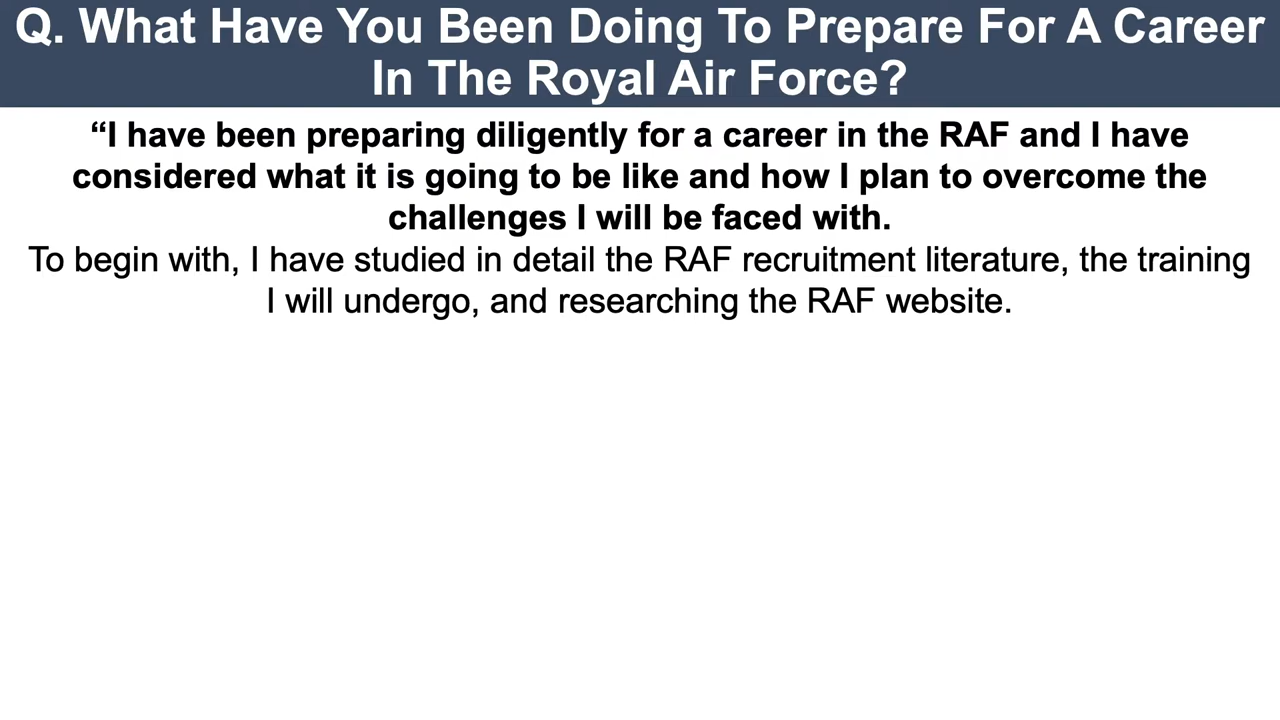 Q. What Have You Been Doing To Prepare For A Career
In The Royal Air Force?
“I have been preparing diligently for a career in the RAF and I have
considered what it is going to be like and how I plan to overcome the
challenges I will be faced with.
To begin with, I have studied in detail the RAF recruitment literature, the training
I will undergo, and researching the RAF website.